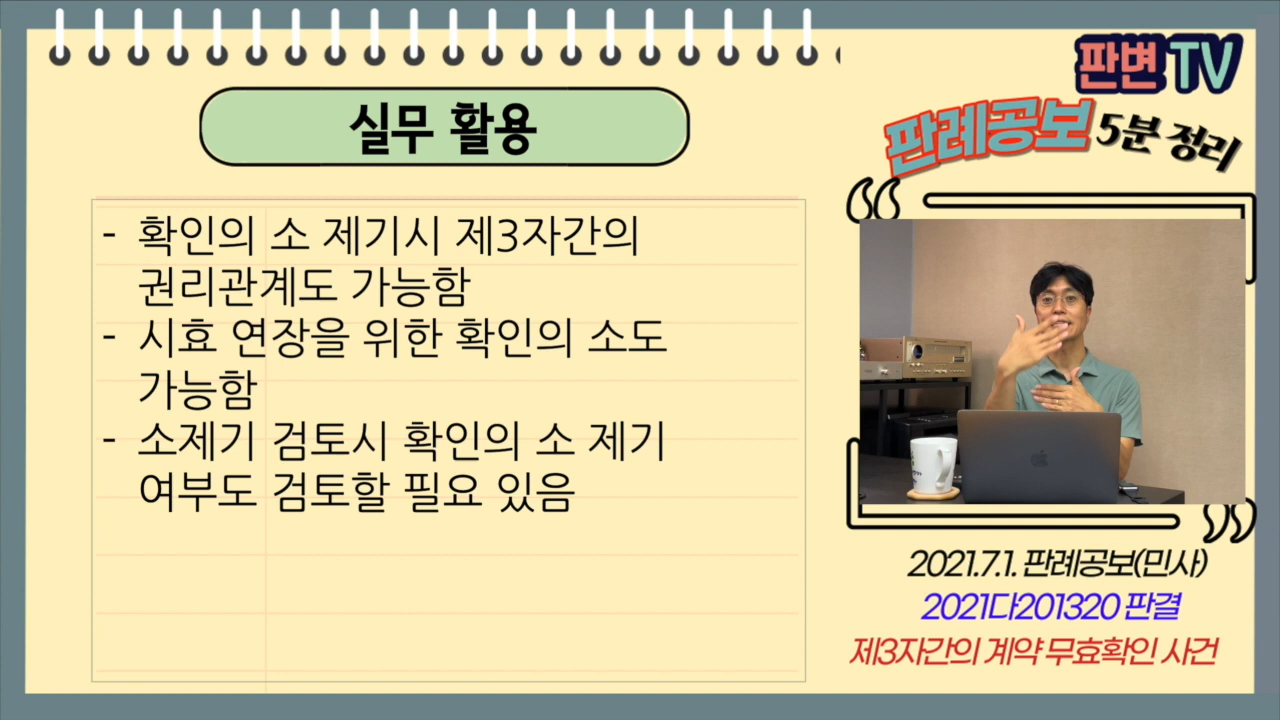 판변 TV
판례공보 5분 정리
실무 활용
- 확인의 소 제기시 제3자간의
권리관계도 가능함
- 시효 연장을 위한 확인의 소도
가능함
- 소제기 검토시 확인의 소 제기
여부도 검토할 필요 있음
2021.7.1. 판례공보(민사)
2021다201320 판결
제3자간의 계약 무효확인 사건